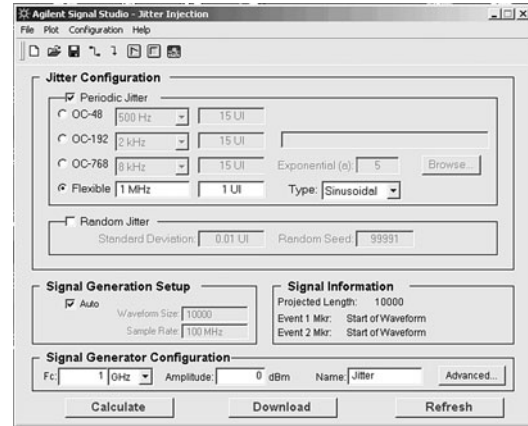 Agilent Signal Studio - Jitter Injection
File Plot Configuration Help
Jitter Configuration
Periodic Jitter
OC-48 500 Hz 15 UI
OC-192 2 kHz 15 UI
OC-768 8 kHz 15 UI Exponential (a): 5 Browse...
Flexible 1 MHz 1 UI Type: Sinusoidal
Random Jitter
Standard Deviation: 0.01 UI Random Seed: 99991
Signal Generation Setup
Auto
Waveform Size: 10000
Sample Rate: 100 MHz
Signal Information
Projected Length: 10000
Event 1 Mkr: Start of Waveform
Event 2 Mkr: Start of Waveform
Signal Generator Configuration
Fc: 1 GHz Amplitude: 0 dBm Name: Jitter Advanced...
Calculate Download Refresh